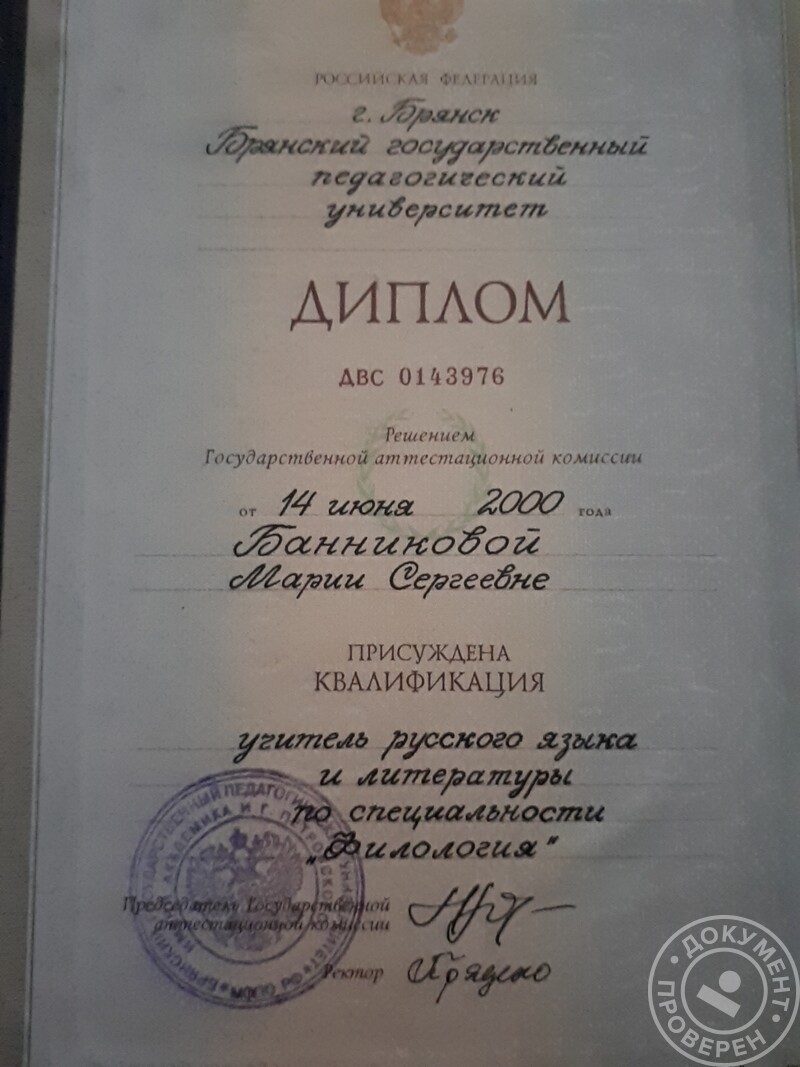 РОССИЙСКАЯ ФЕДЕРАЦИЯ
г. Брянск
Брянский государственный
педагогический
университет
ДИПЛОМ
ДВС 0143976
Решением
Государственной аттестационной комиссии
от 14 июня 2000 года
Банниковой
Марии Сергеевне
ПРИСУЖДЕНА
КВАЛИФИКАЦИЯ
учитель русского языка
и литературы
по специальности
„Филология“
Председатель Государственной
аттестационной комиссии
Ректор
АКАДЕМИКА И. Г. ПЕТРОВСКОГО
ДОКУМЕНТ
ПРОВЕРЕН